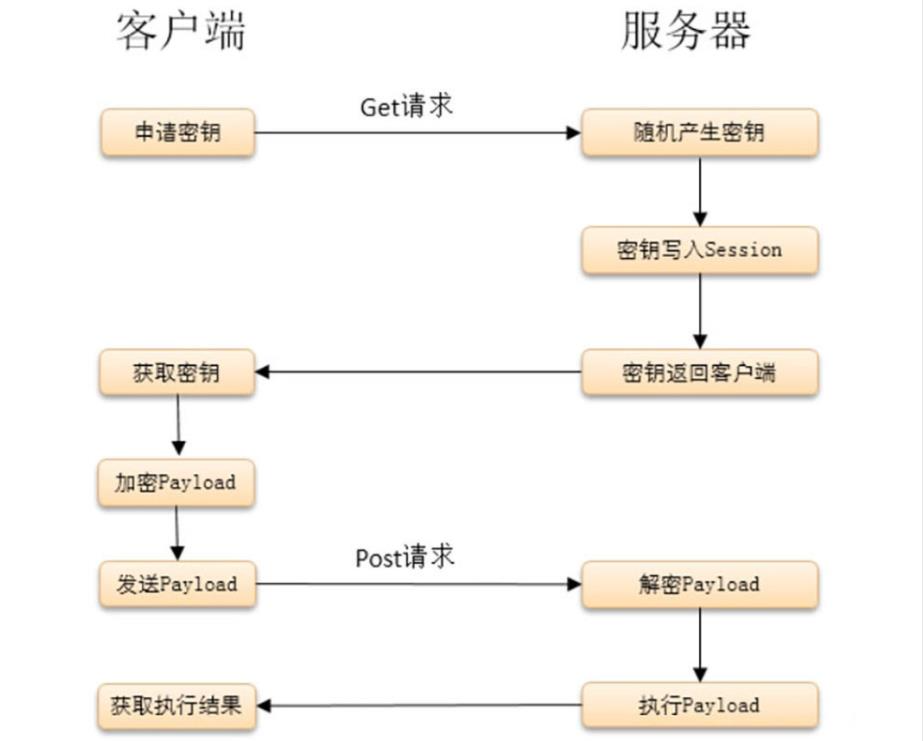 客户端 服务器
Get请求
申请密钥 随机产生密钥
密钥写入Session
获取密钥 密钥返回客户端
加密Payload
Post请求
发送Payload 解密Payload
获取执行结果 执行Payload